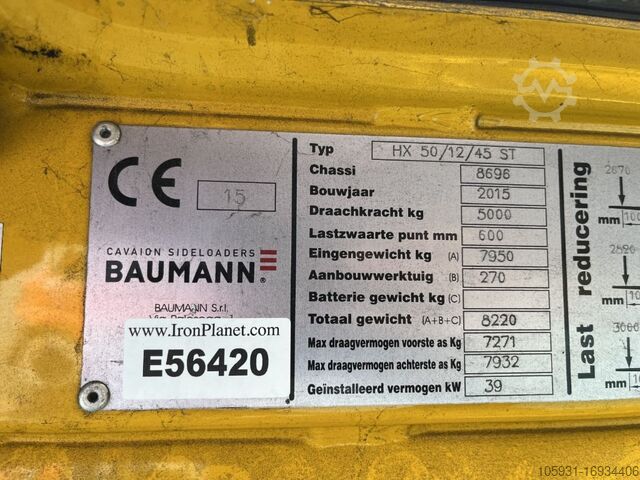 CE 15
CAVAION SIDELOADERS
BAUMANN®
BAUMANN S.r.l.
www.IronPlanet.com
E56420
Typ HX 50/12/45 ST
Chassi 8696
Bouwjaar 2015
Draachkracht kg 5000
Lastzwaarte punt mm 600
Eingengewicht kg (A) 7950
Aanbouwwerktuig (B) 270
Batterie gewicht kg (C)
Totaal gewicht (A+B+C) 8220
Max draagvermogen voorste as Kg 7271
Max draagvermogen achterste as Kg 7932
Geïnstalleerd vermogen kW 39
Last reducering
2670
mm
mm
3000
mm
105931-16934406